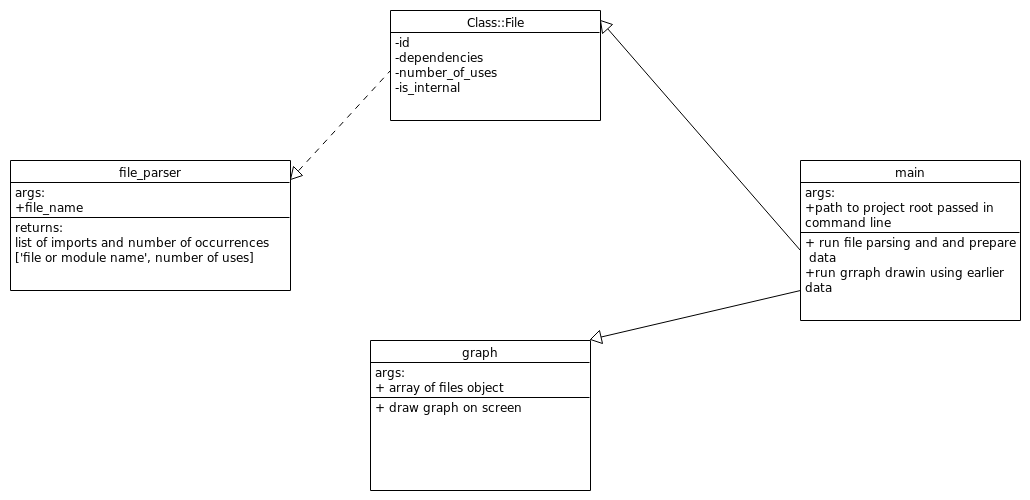 Class::File
-id
-dependencies
-number_of_uses
-is_internal
file_parser
args:
+file_name
returns:
list of imports and number of occurrences
['file or module name', number of uses]
main
args:
+path to project root passed in
command line
+ run file parsing and and prepare
data
+run grraph drawin using earlier
data
graph
args:
+ array of files object
+ draw graph on screen